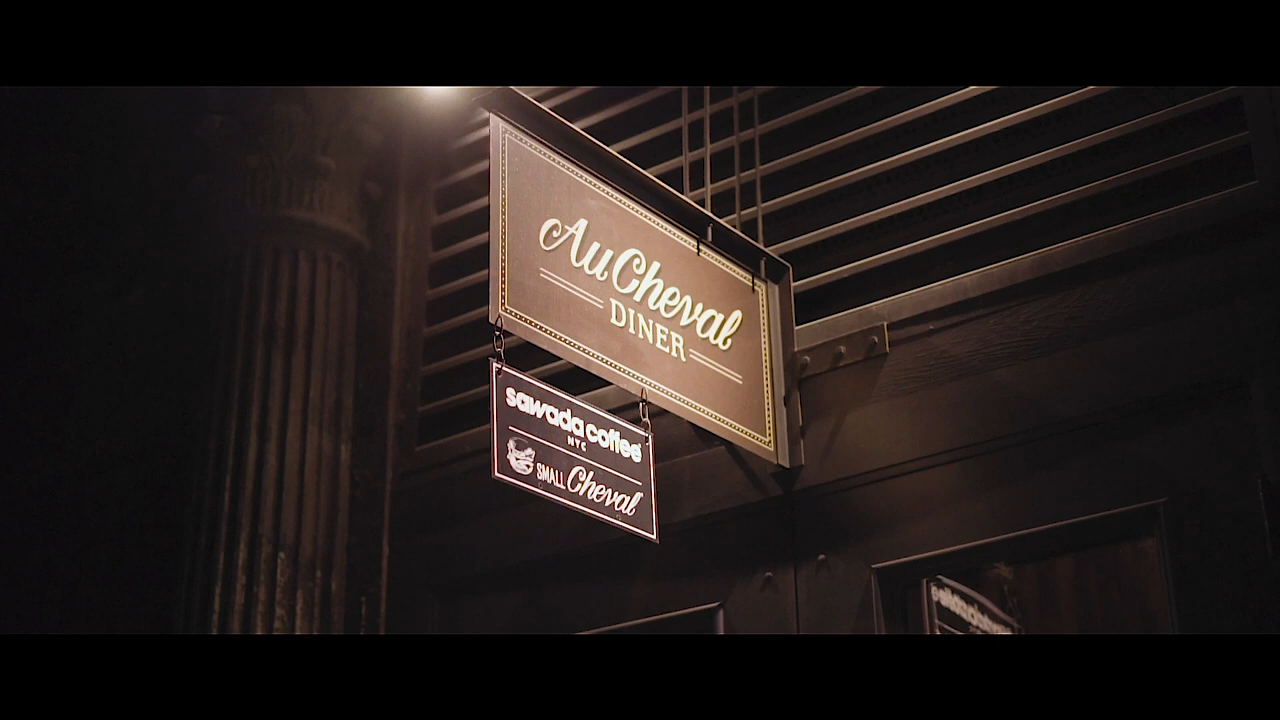 Au Cheval
DINER
sawada coffee
NYC
SMALL Cheval